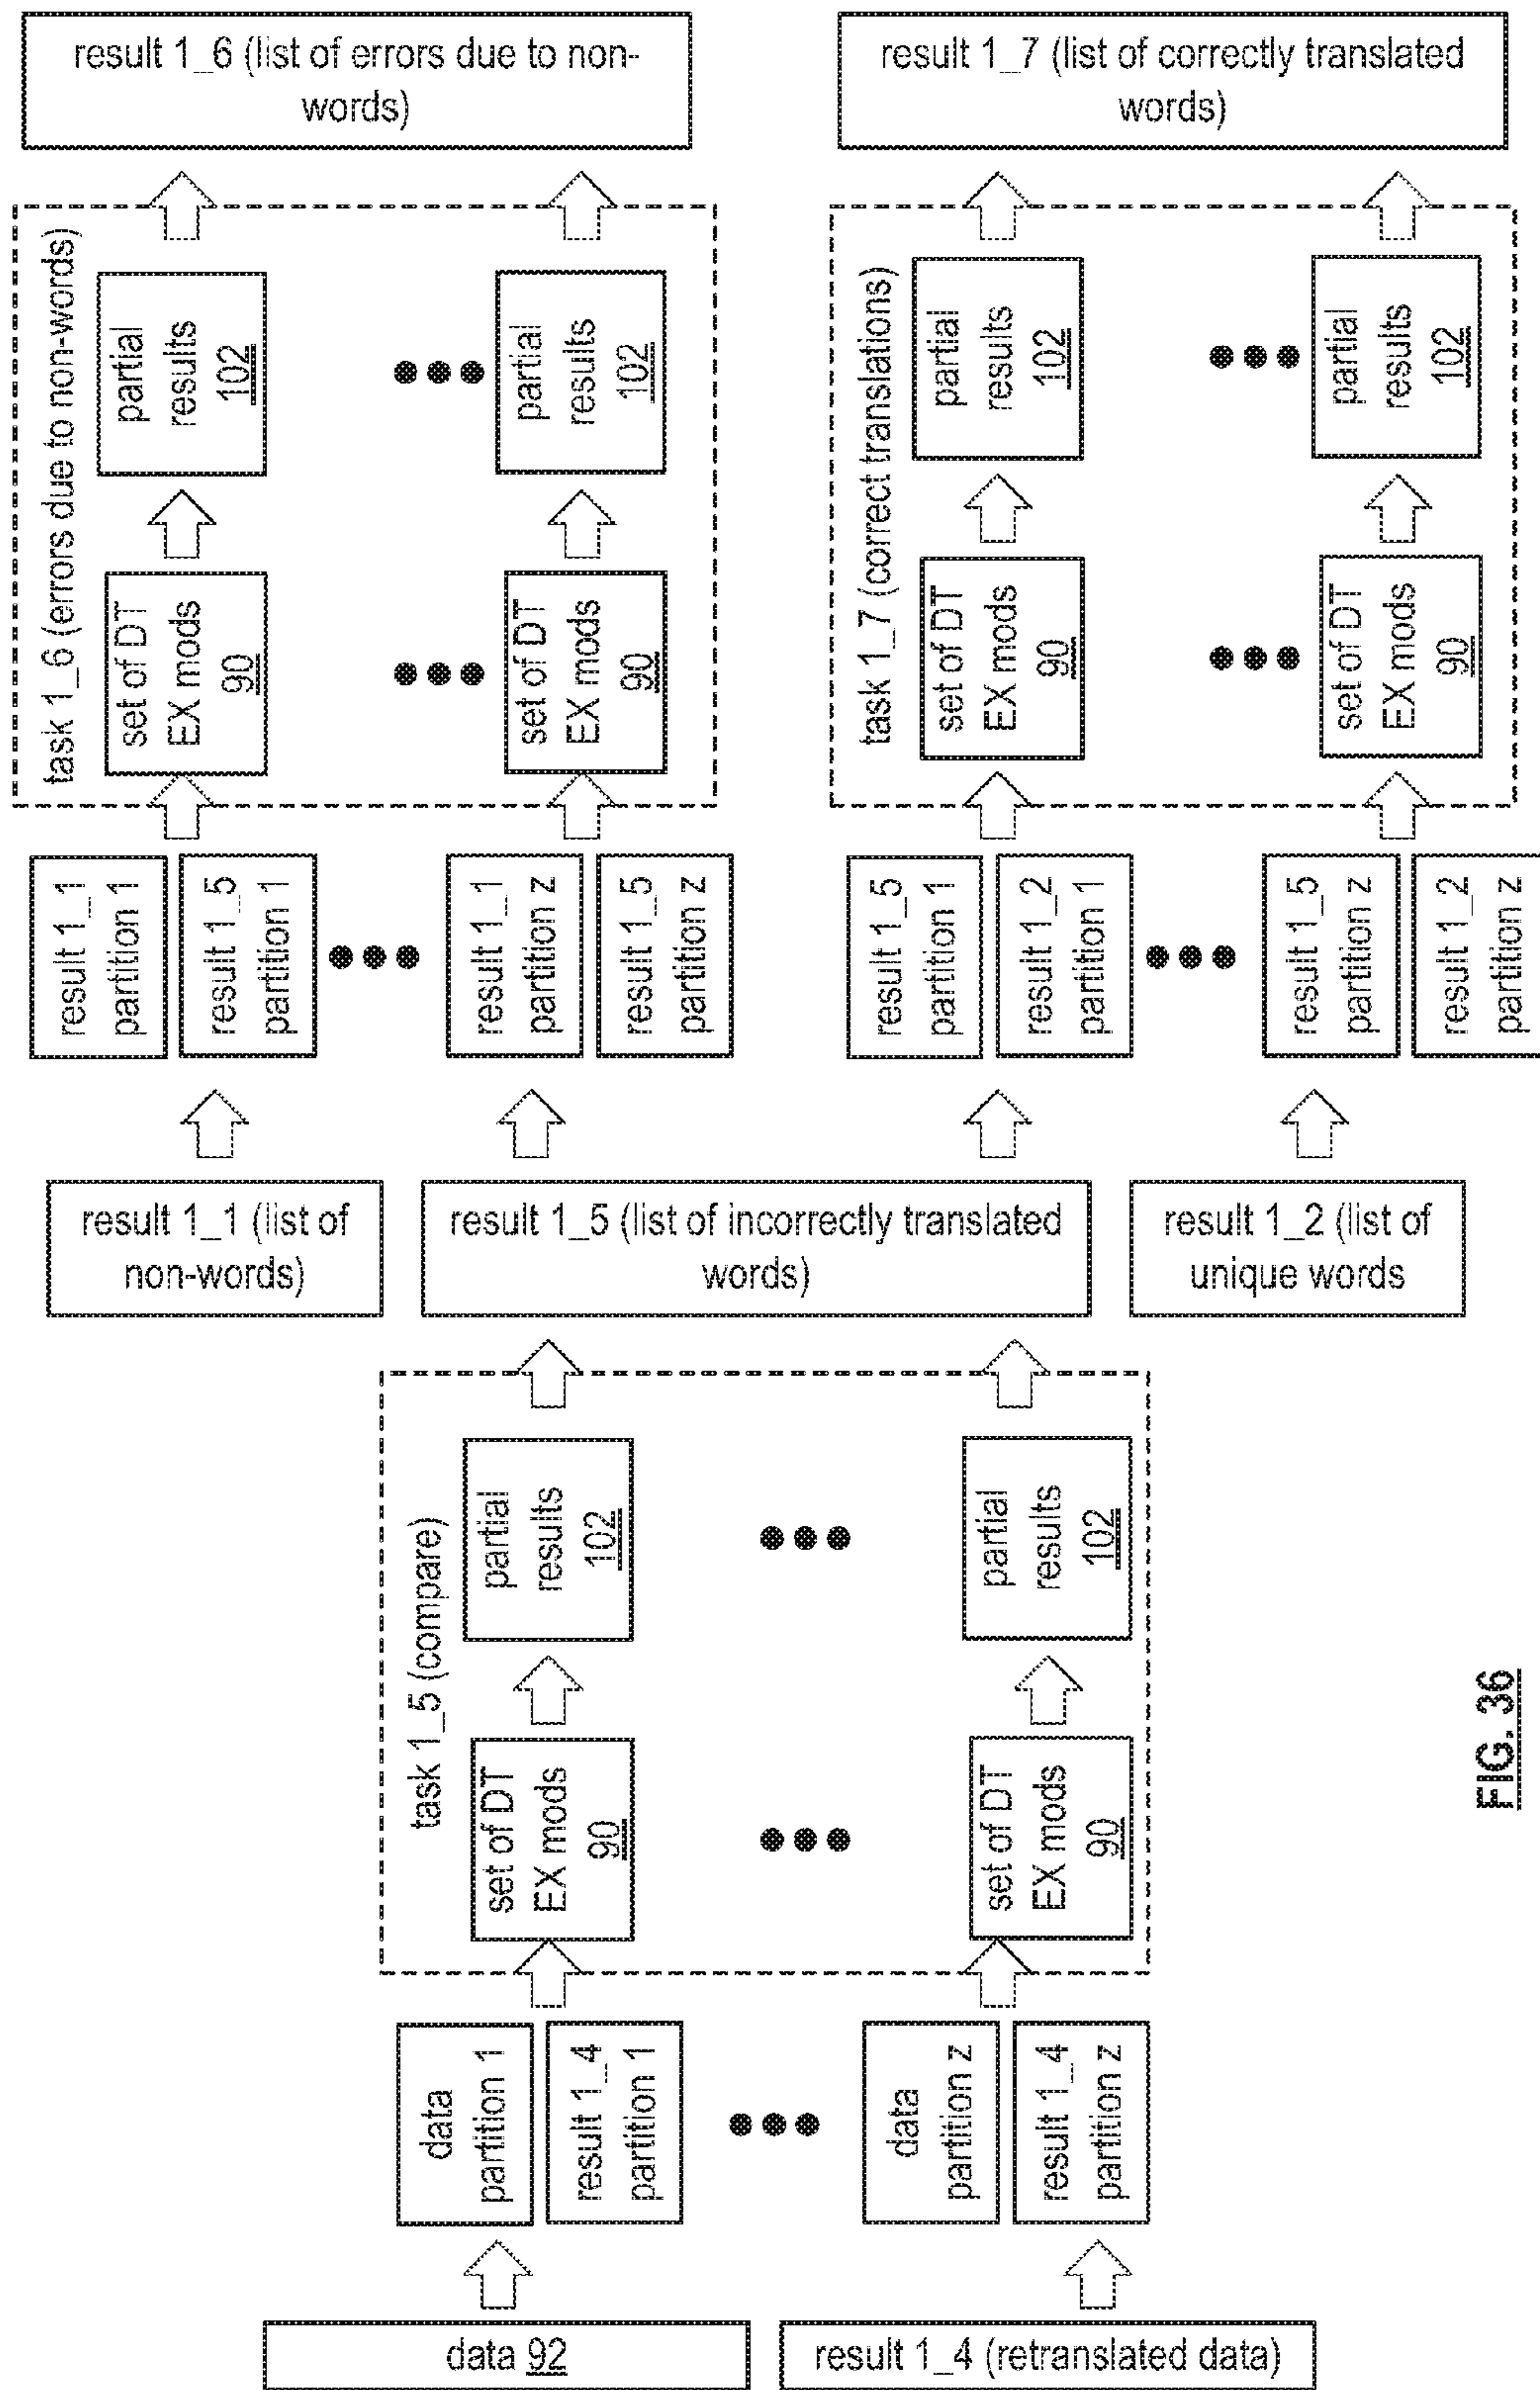 data 92
result 1_4 (retranslated data)
data
partition 1
result 1_4
partition 1
data
partition z
result 1_4
partition z
task 1_5 (compare)
set of DT
EX mods
90
partial
results
102
set of DT
EX mods
90
partial
results
102
result 1_1 (list of
non-words)
result 1_5 (list of incorrectly translated
words)
result 1_2 (list of
unique words
result 1_1
partition 1
result 1_5
partition 1
result 1_1
partition z
result 1_5
partition z
task 1_6 (errors due to non-words)
set of DT
EX mods
90
partial
results
102
set of DT
EX mods
90
partial
results
102
result 1_6 (list of errors due to non-
words)
result 1_5
partition 1
result 1_2
partition 1
result 1_5
partition z
result 1_2
partition z
task 1_7 (correct translations)
set of DT
EX mods
90
partial
results
102
set of DT
EX mods
90
partial
results
102
result 1_7 (list of correctly translated
words)
FIG. 36